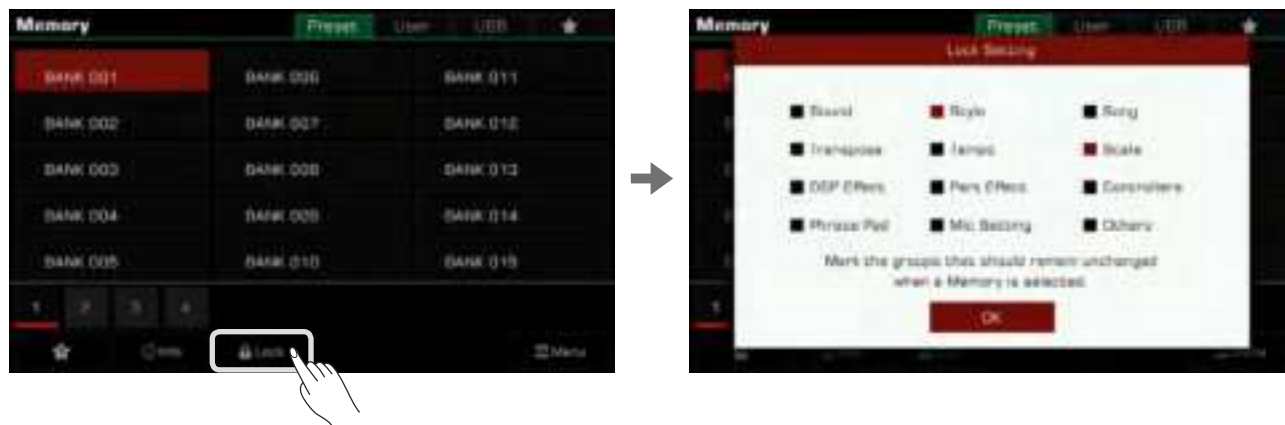 Memory Preset User USB
BANK 001 BANK 006 BANK 011
BANK 002 BANK 007 BANK 012
BANK 003 BANK 008 BANK 013
BANK 004 BANK 009 BANK 014
BANK 005 BANK 010 BANK 015
1 2 3 4
Lock Menu
Memory Preset User USB
Lock Setting
Sound Style Song
Transpose Tempo Scale
DSP Effect Pers. Effect Controllers
Phrase Pad Mic Setting Others
Mark the groups that should remain unchanged
when a Memory is selected.
OK
1